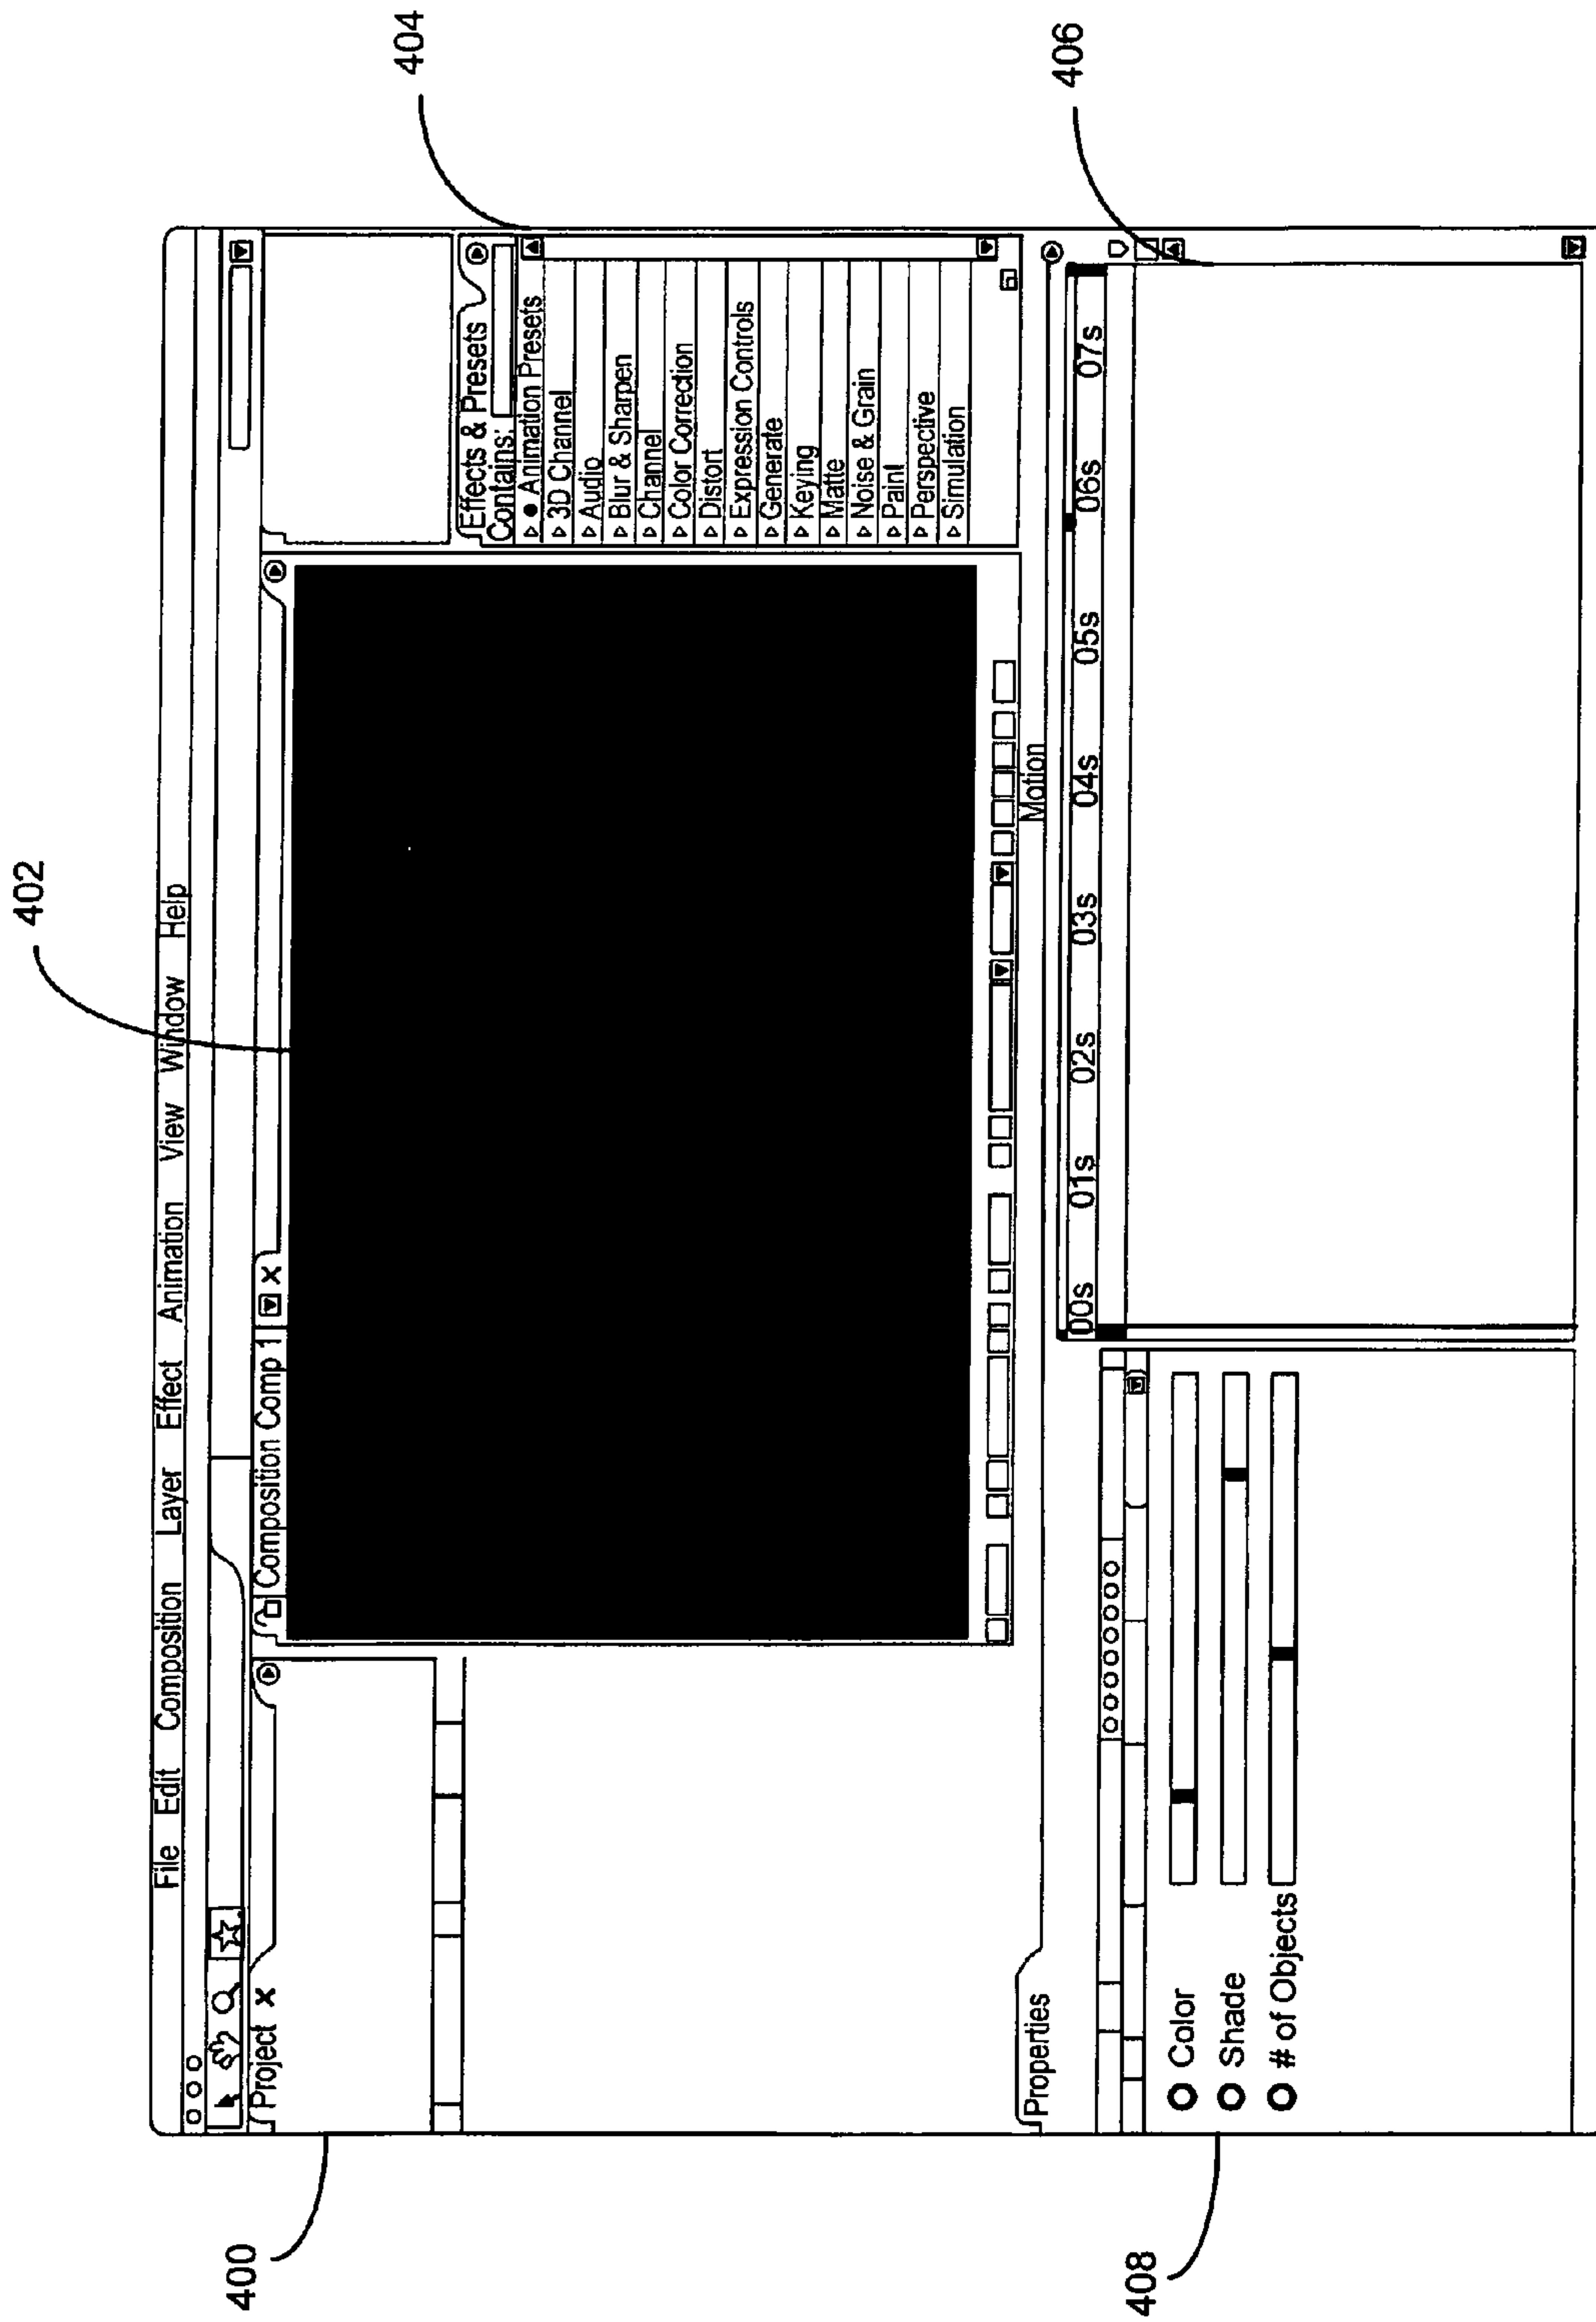 402
404
406
400
408
File Edit Composition Layer Effect Animation View Window Help
Project x
Composition Comp 1 x
Effects & Presets
Contains:
Animation Presets
3D Channel
Audio
Blur & Sharpen
Channel
Color Correction
Distort
Expression Controls
Generate
Keying
Matte
Noise & Grain
Paint
Perspective
Simulation
Properties
Motion
00s 01s 02s 03s 04s 05s 06s 07s
Color
Shade
# of Objects